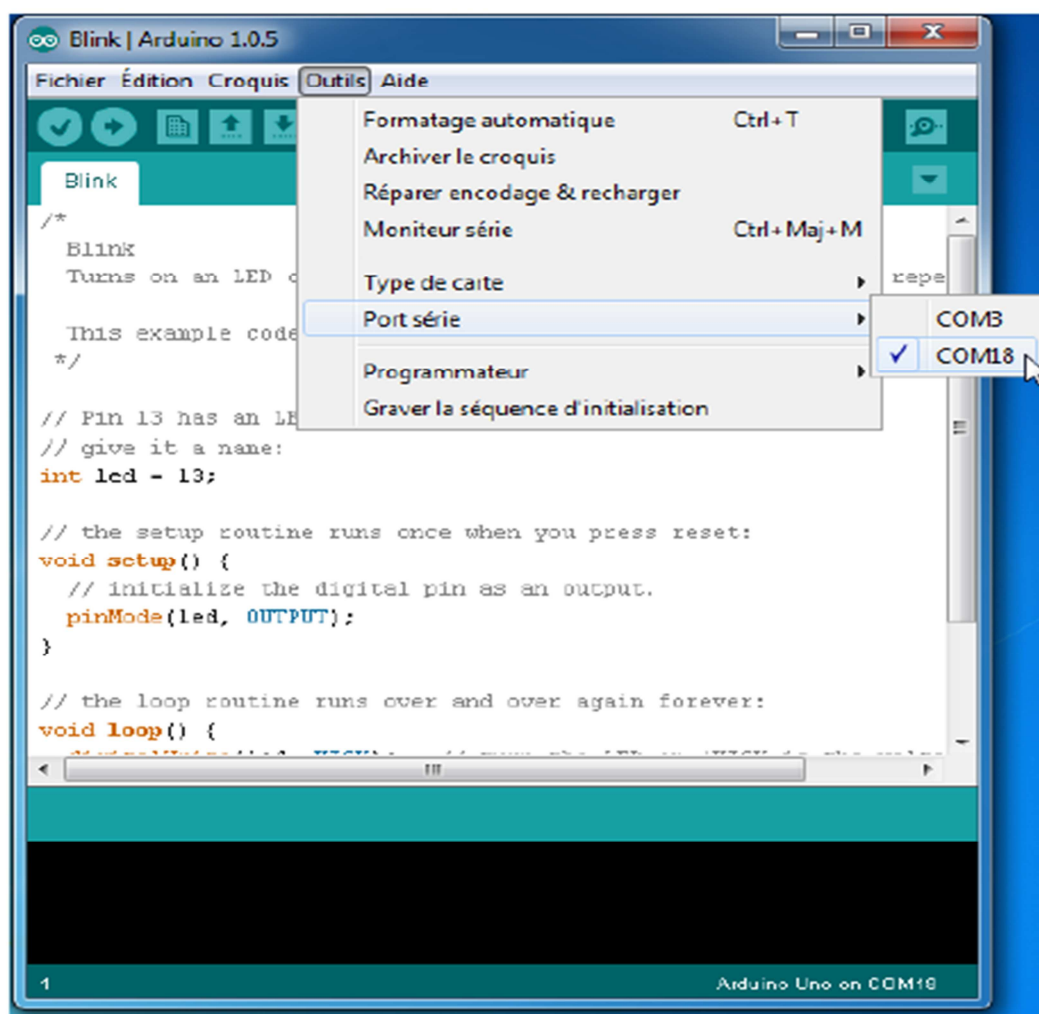 Blink | Arduino 1.0.5
Fichier Édition Croquis Outils Aide
Formatage automatique Ctrl+T
Archiver le croquis
Réparer encodage & recharger
Moniteur série Ctrl+Maj+M
Type de carte
Port série
Programmateur
Graver la séquence d'initialisation
COM3
COM18
Blink
/*
Blink
Turns on an LED repe
This example code
*/
// Pin 13 has an LE
// give it a name:
int led = 13;
// the setup routine runs once when you press reset:
void setup() {
// initialize the digital pin as an output.
pinMode(led, OUTPUT);
}
// the loop routine runs over and over again forever:
void loop() {
1 Arduino Uno on COM18